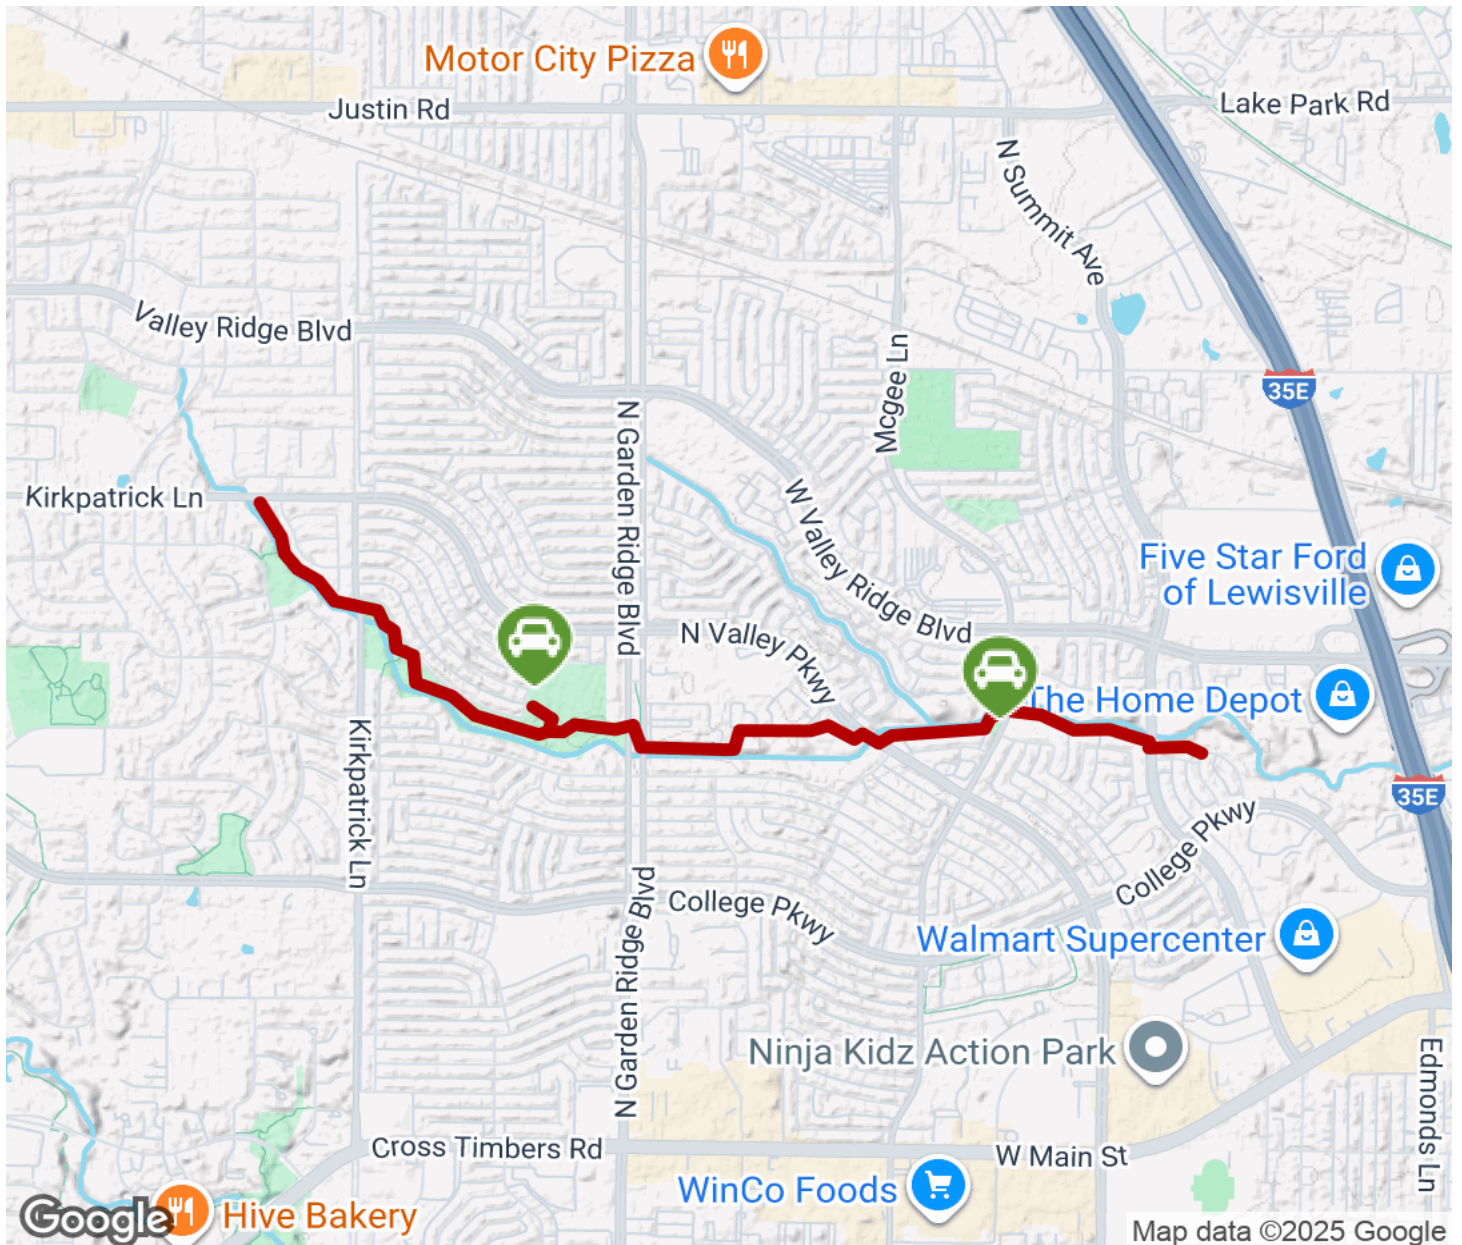 Motor City Pizza
Justin Rd
Lake Park Rd
N Summit Ave
Valley Ridge Blvd
Mcgee Ln
35E
N Garden Ridge Blvd
Kirkpatrick Ln
W Valley Ridge Blvd
Five Star Ford
of Lewisville
N Valley Pkwy
The Home Depot
Kirkpatrick Ln
35E
College Pkwy
N Garden Ridge Blvd
College Pkwy
Walmart Supercenter
Ninja Kidz Action Park
Edmonds Ln
Cross Timbers Rd
W Main St
WinCo Foods
Google
Hive Bakery
Map data ©2025 Google